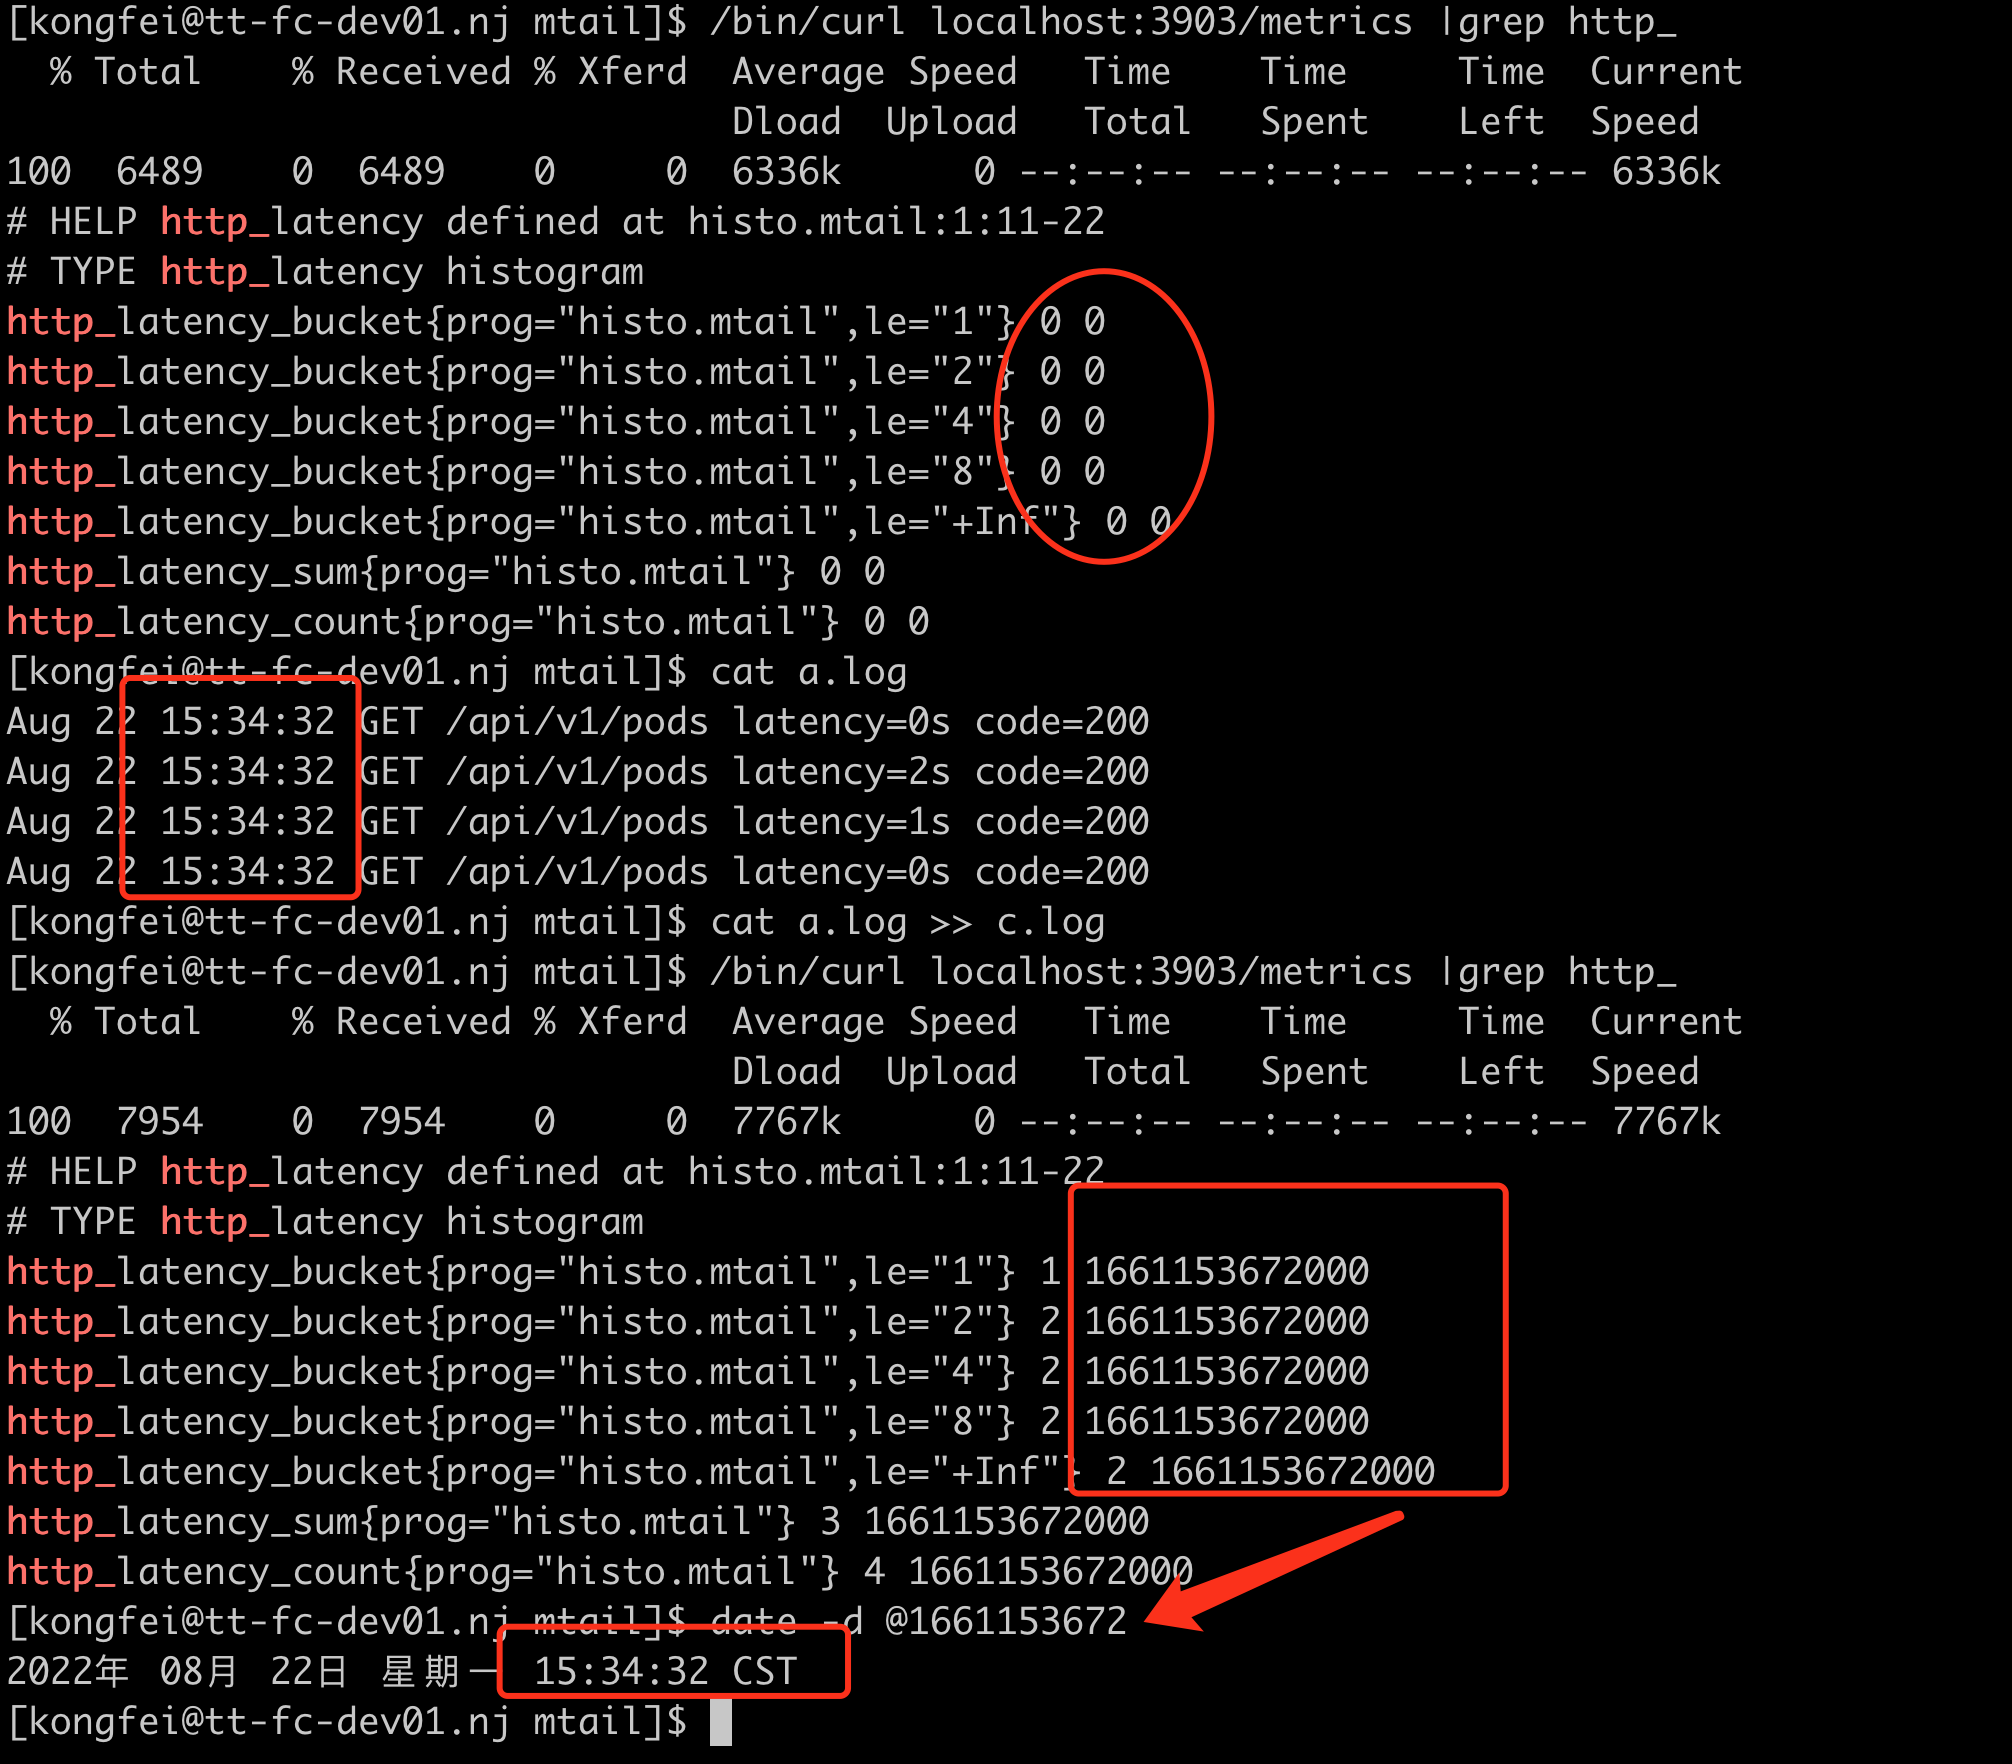 [kongfei@tt-fc-dev01.nj mtail]$ /bin/curl localhost:3903/metrics |grep http_
  % Total    % Received % Xferd  Average Speed   Time    Time     Time  Current
                                 Dload  Upload   Total   Spent    Left  Speed
100  6489    0  6489    0     0  6336k      0 --:--:-- --:--:-- --:--:-- 6336k
# HELP http_latency defined at histo.mtail:1:11-22
# TYPE http_latency histogram
http_latency_bucket{prog="histo.mtail",le="1"} 0 0
http_latency_bucket{prog="histo.mtail",le="2"} 0 0
http_latency_bucket{prog="histo.mtail",le="4"} 0 0
http_latency_bucket{prog="histo.mtail",le="8"} 0 0
http_latency_bucket{prog="histo.mtail",le="+Inf"} 0 0
http_latency_sum{prog="histo.mtail"} 0 0
http_latency_count{prog="histo.mtail"} 0 0
[kongfei@tt-fc-dev01.nj mtail]$ cat a.log
Aug 22 15:34:32 GET /api/v1/pods latency=0s code=200
Aug 22 15:34:32 GET /api/v1/pods latency=2s code=200
Aug 22 15:34:32 GET /api/v1/pods latency=1s code=200
Aug 22 15:34:32 GET /api/v1/pods latency=0s code=200
[kongfei@tt-fc-dev01.nj mtail]$ cat a.log >> c.log
[kongfei@tt-fc-dev01.nj mtail]$ /bin/curl localhost:3903/metrics |grep http_
  % Total    % Received % Xferd  Average Speed   Time    Time     Time  Current
                                 Dload  Upload   Total   Spent    Left  Speed
100  7954    0  7954    0     0  7767k      0 --:--:-- --:--:-- --:--:-- 7767k
# HELP http_latency defined at histo.mtail:1:11-22
# TYPE http_latency histogram
http_latency_bucket{prog="histo.mtail",le="1"} 1 1661153672000
http_latency_bucket{prog="histo.mtail",le="2"} 2 1661153672000
http_latency_bucket{prog="histo.mtail",le="4"} 2 1661153672000
http_latency_bucket{prog="histo.mtail",le="8"} 2 1661153672000
http_latency_bucket{prog="histo.mtail",le="+Inf"} 2 1661153672000
http_latency_sum{prog="histo.mtail"} 3 1661153672000
http_latency_count{prog="histo.mtail"} 4 1661153672000
[kongfei@tt-fc-dev01.nj mtail]$ date -d @1661153672
2022年 08月 22日 星期一 15:34:32 CST
[kongfei@tt-fc-dev01.nj mtail]$